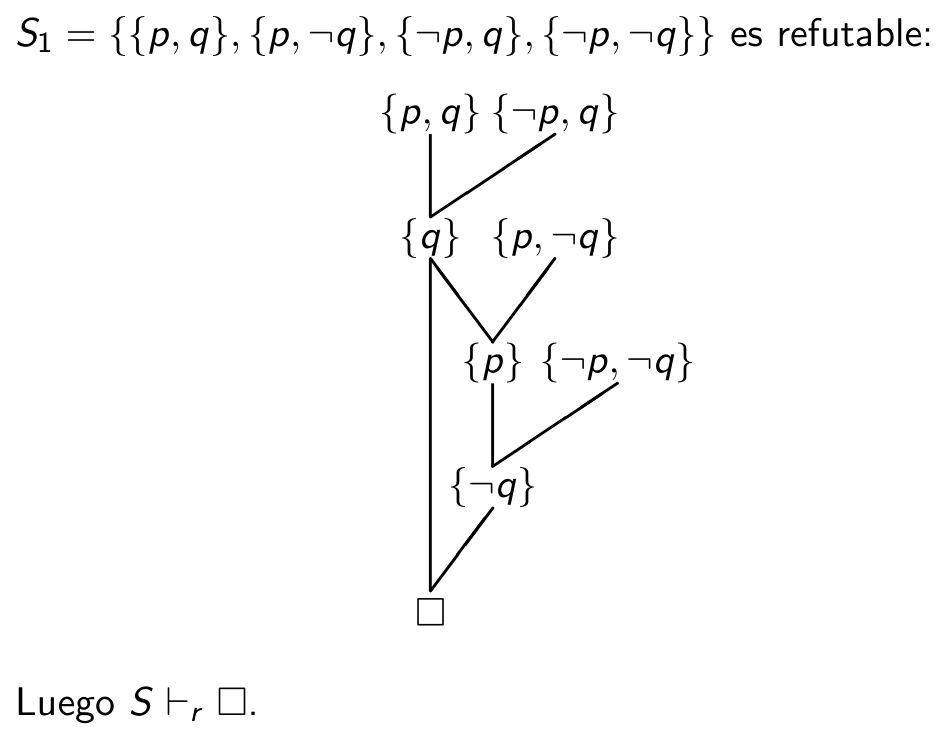 S₁ = {{p, q}, {p, ¬q}, {¬p, q}, {¬p, ¬q}} es refutable:
{p, q} {¬p, q}
{q} {p, ¬q}
{p} {¬p, ¬q}
{¬q}
□
Luego S ⊢ᵣ □.